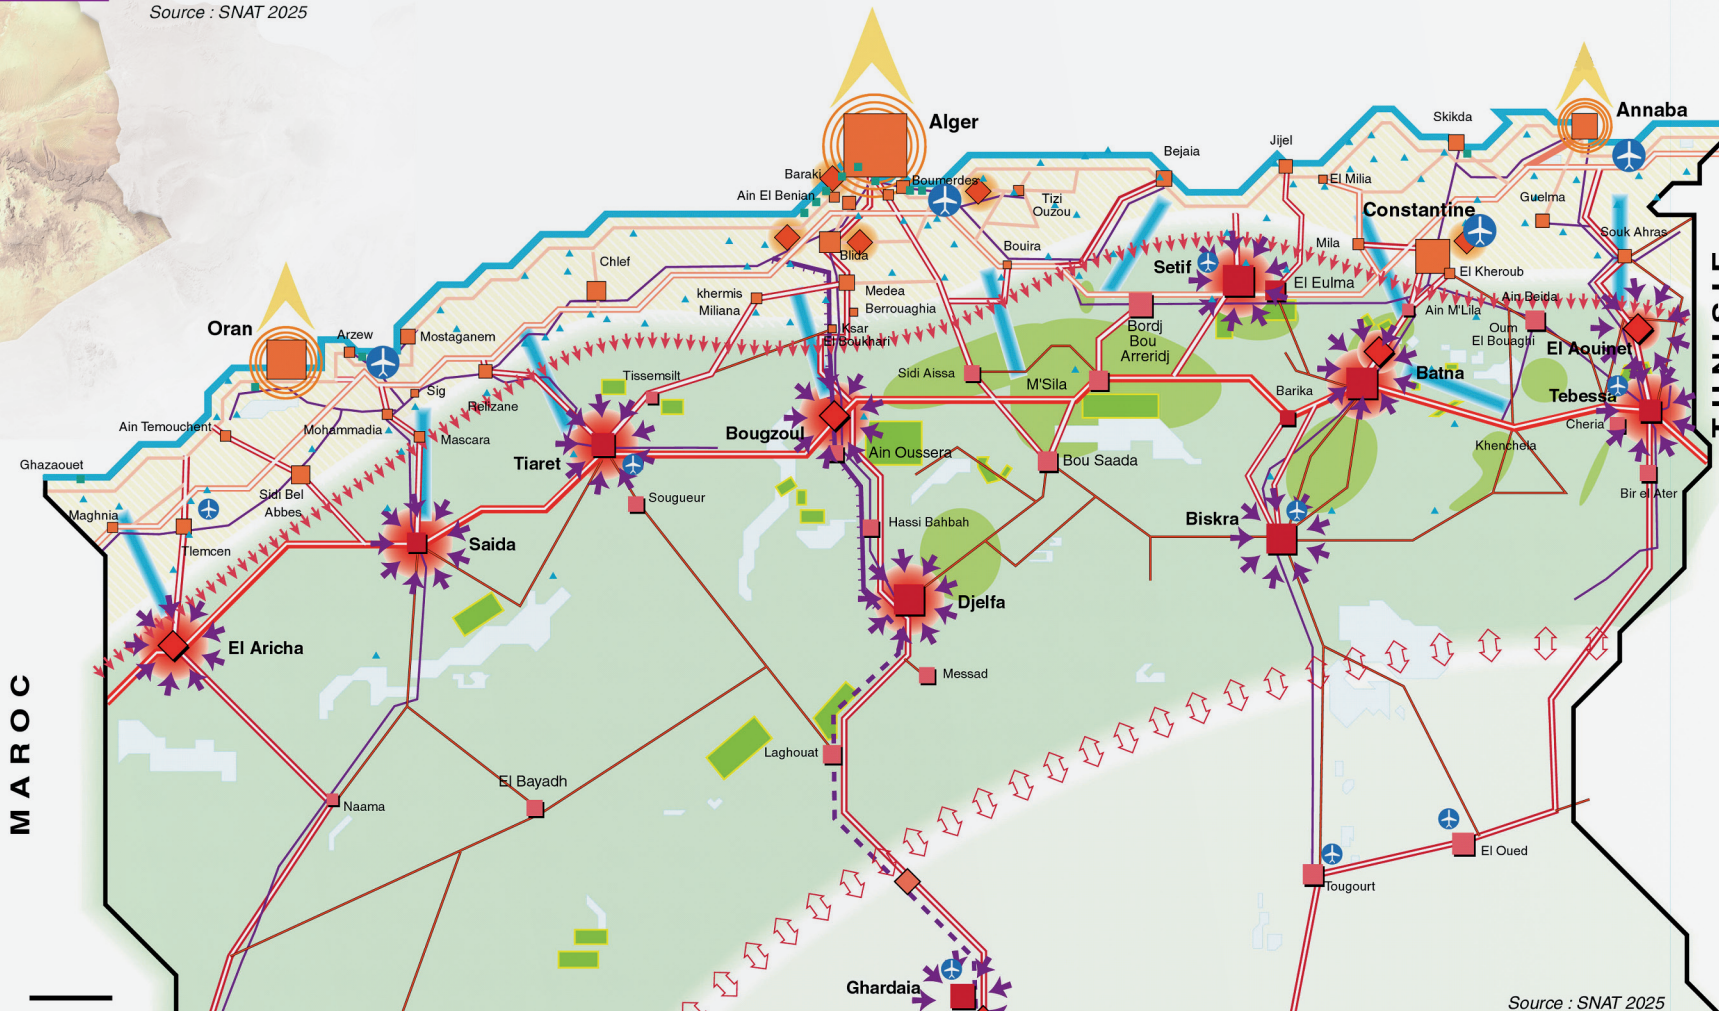 Source : SNAT 2025
Alger
Annaba
Skikda
Jijel
Bejaia
Baraki
Boumerdes
El Milia
Ain El Benian
Tizi
Ouzou
Guelma
Constantine
Souk Ahras
Mila
Bouira
Blida
Setif
El Kheroub
Chlef
El Eulma
khermis
Miliana
Medea
Berrouaghia
Ain Beida
Ain M'Lila
Oran
Arzew
Mostaganem
Ksar
El Boukhari
Bordj
Bou
Arreridj
Oum
El Bouaghi
El Aouinet
TUNISIE
Sidi Aissa
M'Sila
Batna
Tissemsilt
Barika
Tebessa
Sig
Relizane
Ain Temouchent
Mohammadia
Mascara
Bougzoul
Cheria
Khenchela
Ain Oussera
Bou Saada
Tiaret
Ghazaouet
Sidi Bel
Abbes
Sougueur
Bir el Ater
Maghnia
Hassi Bahbah
Biskra
Tlemcen
Saida
Djelfa
El Aricha
Messad
MAROC
Laghouat
El Bayadh
Naama
El Oued
Tougourt
Ghardaia
Source : SNAT 2025